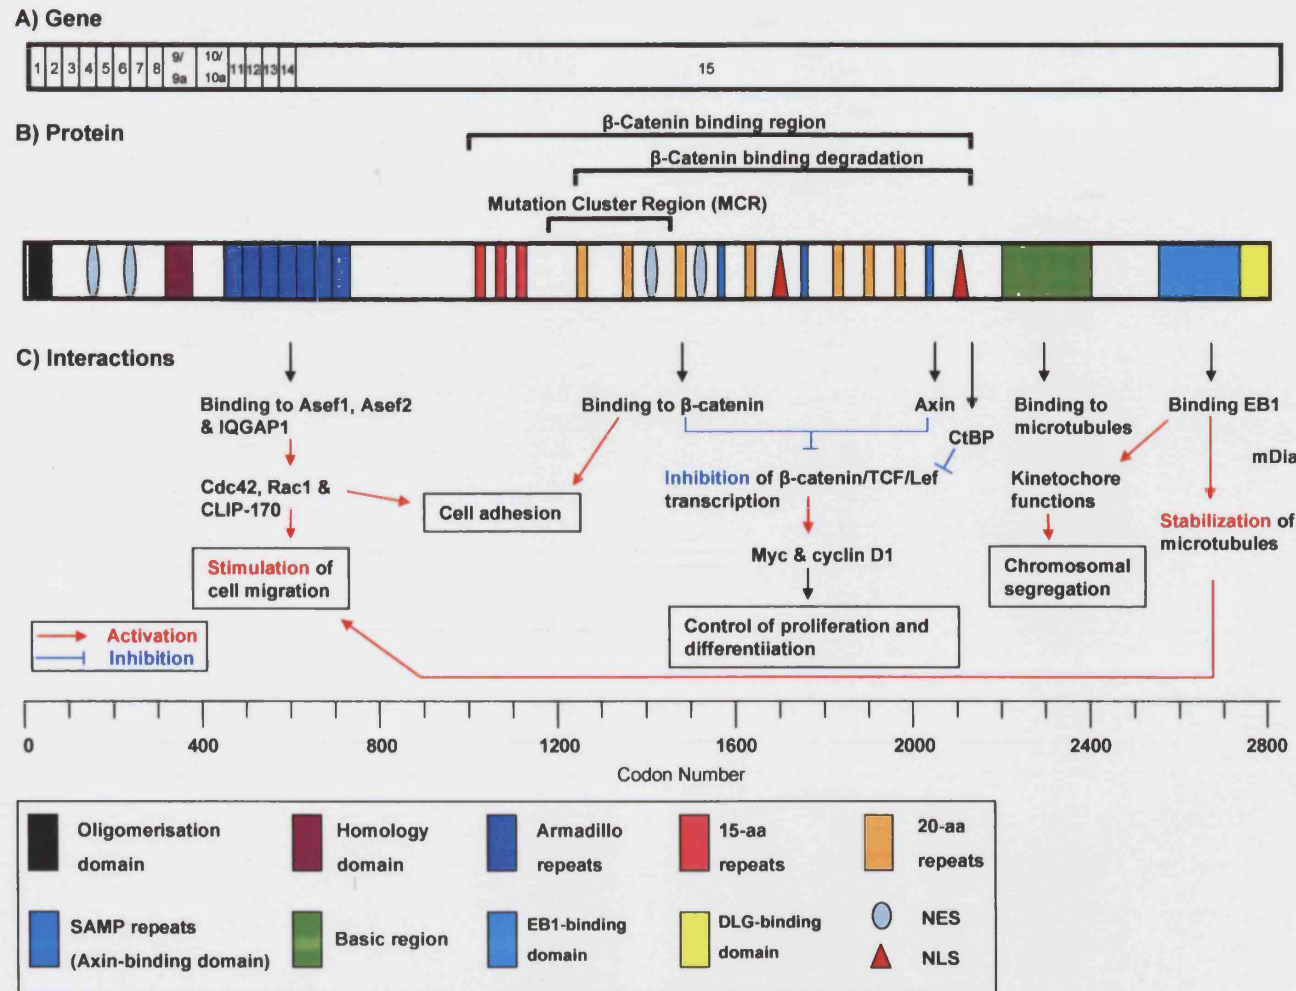 A) Gene
1 2 3 4 5 6 7 8 9/ 9a 10/ 10a 11 12 13 14 15
B) Protein
β-Catenin binding region
β-Catenin binding degradation
Mutation Cluster Region (MCR)
C) Interactions
Binding to Asef1, Asef2
& IQGAP1
Cdc42, Rac1 &
CLIP-170
Stimulation of
cell migration
Cell adhesion
Binding to β-catenin
Axin
CtBP
Inhibition of β-catenin/TCF/Lef
transcription
Myc & cyclin D1
Control of proliferation and
differentiiation
Binding to
microtubules
Kinetochore
functions
Chromosomal
segregation
Binding EB1
mDia
Stabilization of
microtubules
Activation
Inhibition
0 400 800 1200 1600 2000 2400 2800
Codon Number
Oligomerisation
domain
Homology
domain
Armadillo
repeats
15-aa
repeats
20-aa
repeats
SAMP repeats
(Axin-binding domain)
Basic region
EB1-binding
domain
DLG-binding
domain
NES
NLS